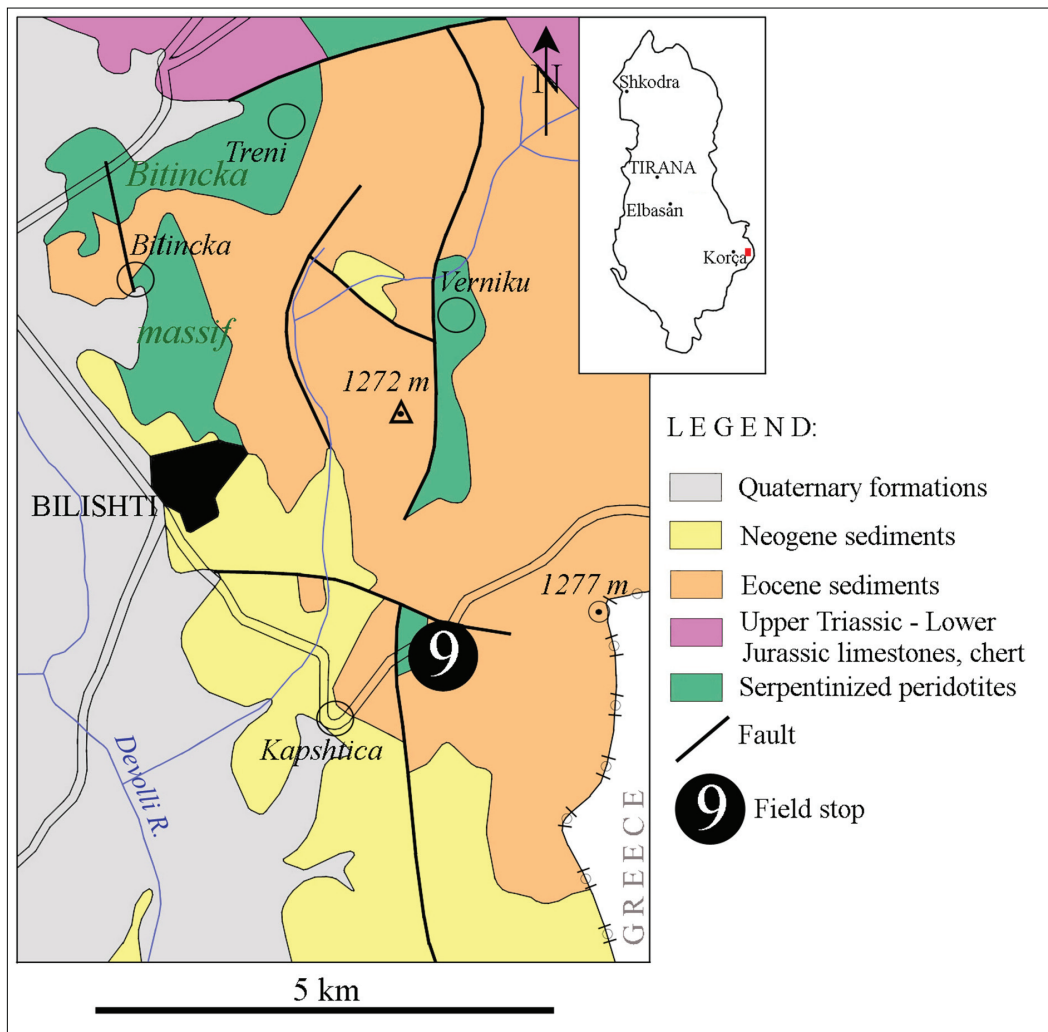 N
Shkodra
TIRANA
Elbasan
Korça
Treni
Bitincka
Bitincka
massif
Verniku
1272 m
BILISHTI
1277 m
9
Kapshtica
Devolli R.
GREECE
5 km
L E G E N D:
Quaternary formations
Neogene sediments
Eocene sediments
Upper Triassic - Lower
Jurassic limestones, chert
Serpentinized peridotites
Fault
9
Field stop